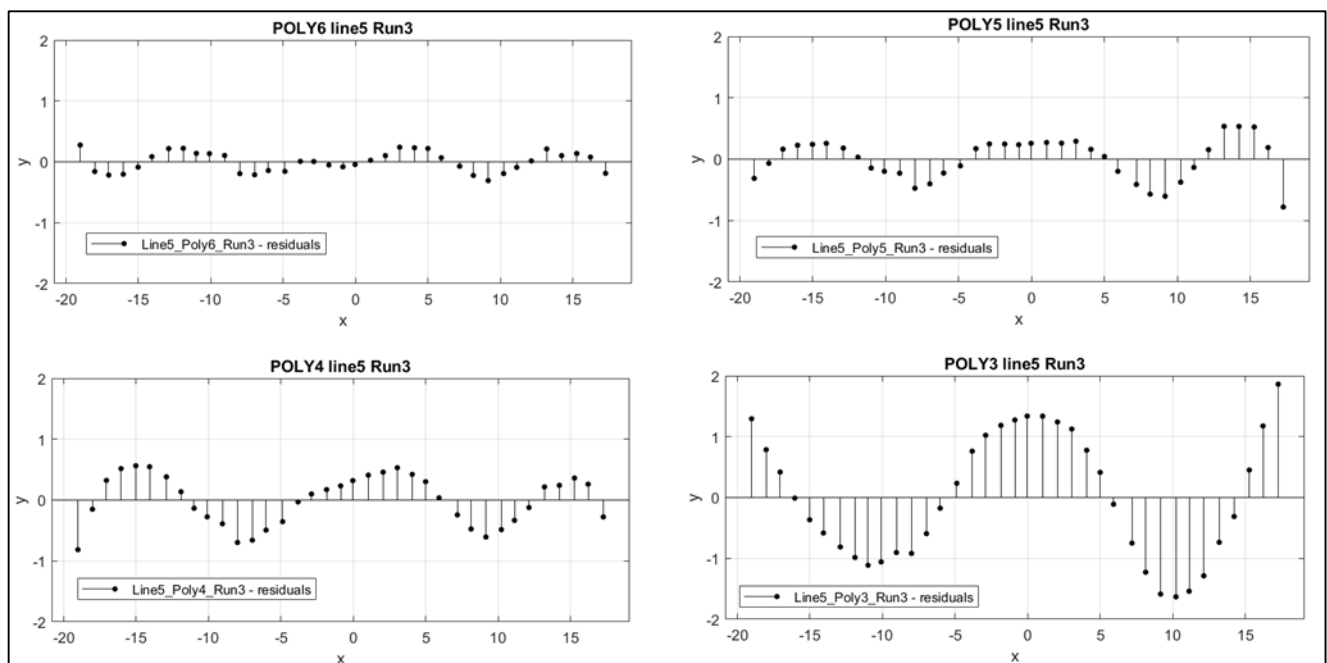 POLY6 line5 Run3
2
1
0
-1
-2
y
Line5_Poly6_Run3 - residuals
-20 -15 -10 -5 0 5 10 15
x
POLY5 line5 Run3
2
1
0
-1
-2
y
Line5_Poly5_Run3 - residuals
-20 -15 -10 -5 0 5 10 15
x
POLY4 line5 Run3
2
1
0
-1
-2
y
Line5_Poly4_Run3 - residuals
-20 -15 -10 -5 0 5 10 15
x
POLY3 line5 Run3
2
1
0
-1
-2
y
Line5_Poly3_Run3 - residuals
-20 -15 -10 -5 0 5 10 15
x